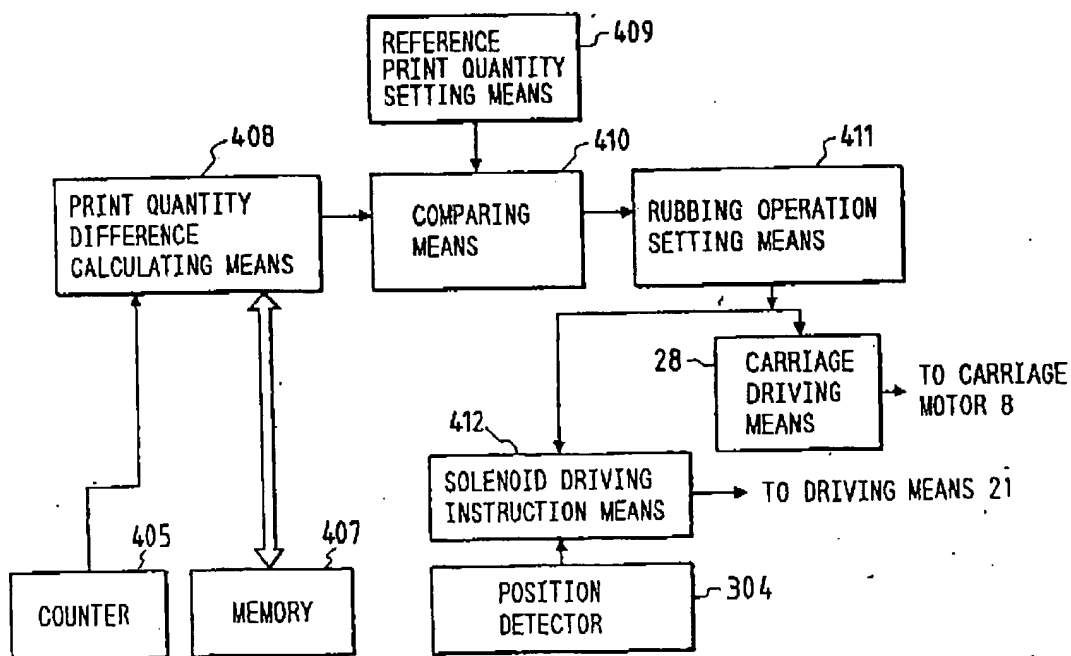 REFERENCE
PRINT QUANTITY
SETTING MEANS
409
408
PRINT QUANTITY
DIFFERENCE
CALCULATING MEANS
410
COMPARING
MEANS
411
RUBBING OPERATION
SETTING MEANS
28
CARRIAGE
DRIVING
MEANS
TO CARRIAGE
MOTOR 8
412
SOLENOID DRIVING
INSTRUCTION MEANS
TO DRIVING MEANS 21
405
COUNTER
407
MEMORY
POSITION
DETECTOR
304